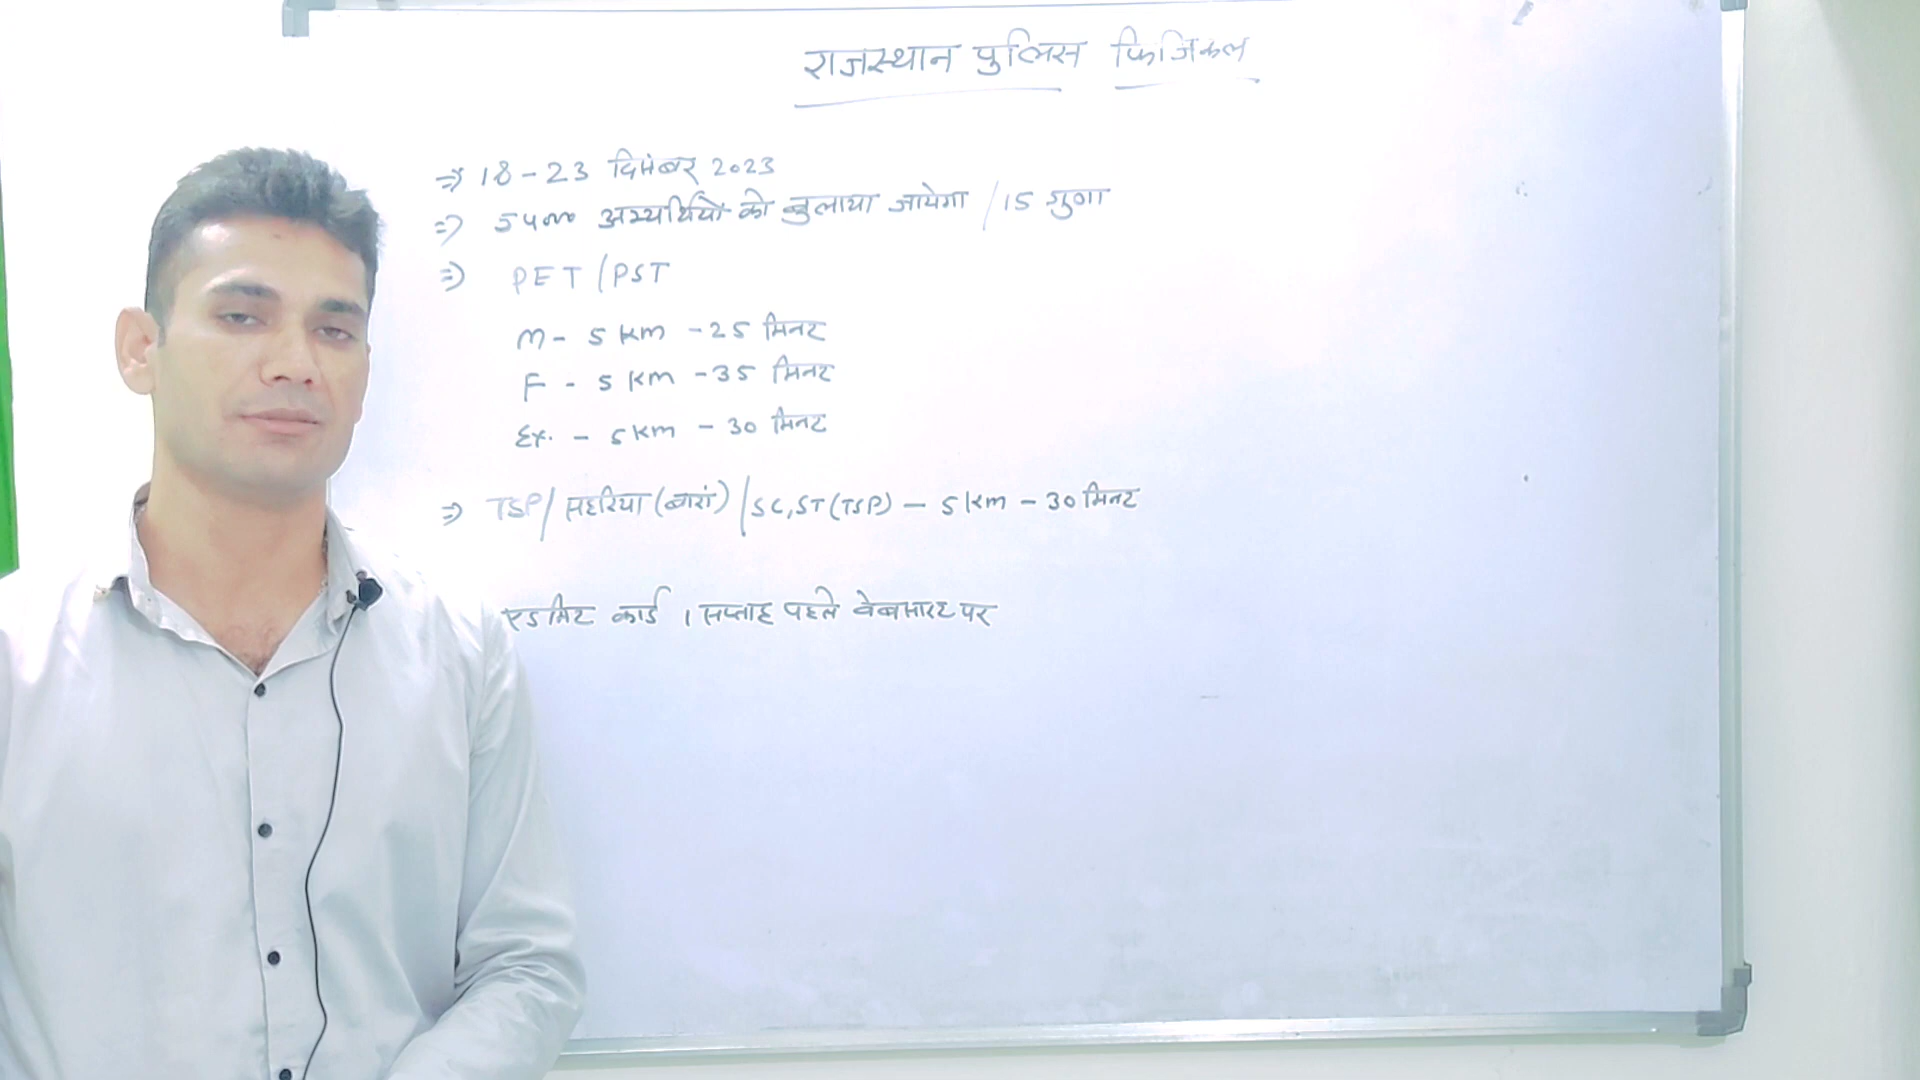 राजस्थान पुलिस फिजिकल
=> 18-23 दिसंबर 2023
=> 54000 अभ्यर्थियों को बुलाया जायेगा / 15 गुणा
=> PET/PST
M - 5 km - 25 मिनट
F - 5 km - 35 मिनट
Ex. - 5 km - 30 मिनट
=> TSP/ सहरिया (बारां) / SC, ST (TSP) - 5 km - 30 मिनट
एडमिट कार्ड 1 सप्ताह पहले वेबसाइट पर